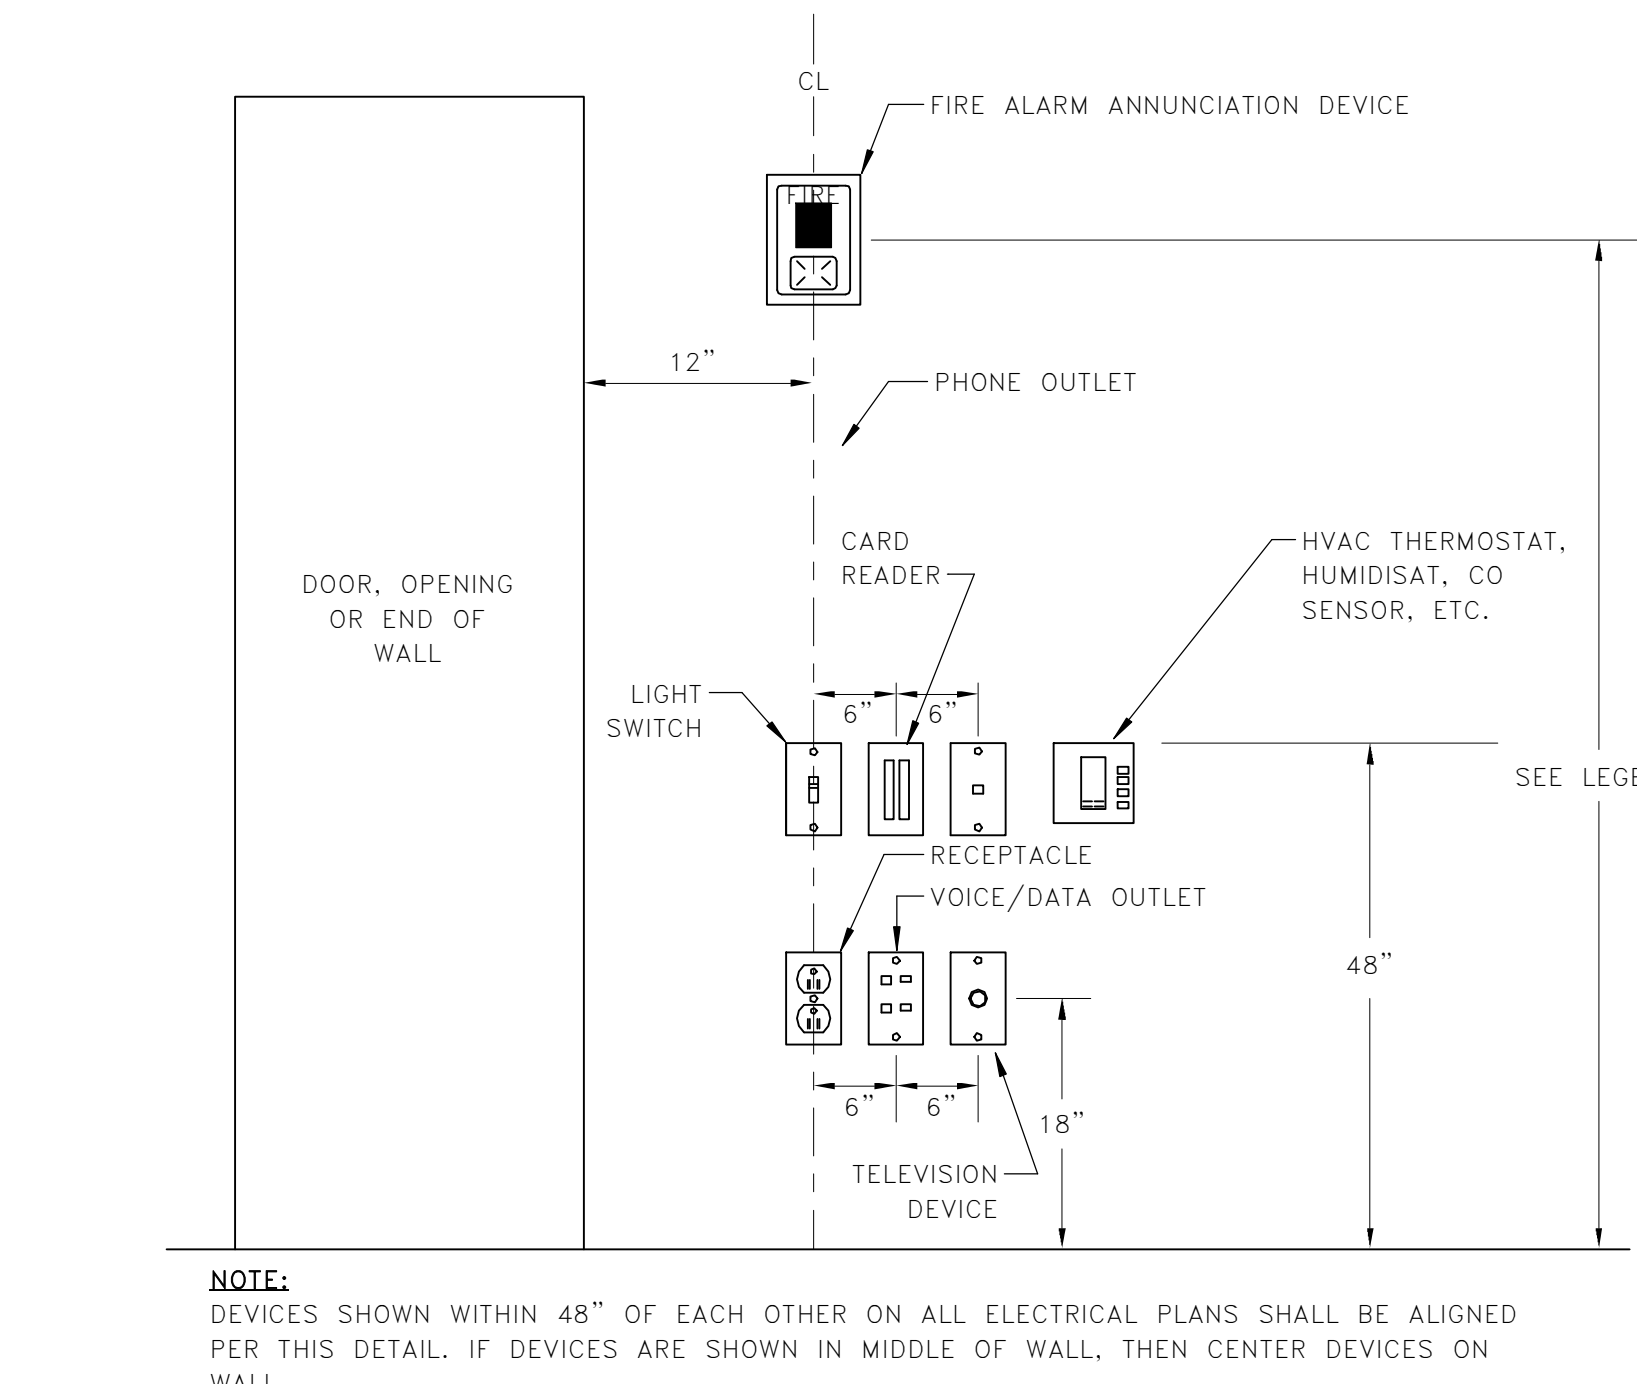 CL
FIRE ALARM ANNUNCIATION DEVICE
FIRE
12”
PHONE OUTLET
CARD
READER
HVAC THERMOSTAT,
HUMIDISAT, CO
SENSOR, ETC.
DOOR, OPENING
OR END OF
WALL
LIGHT
SWITCH
6”
6”
SEE
RECEPTACLE
VOICE/DATA OUTLET
48”
6”
6”
18”
TELEVISION
DEVICE
NOTE:
DEVICES SHOWN WITHIN 48” OF EACH OTHER ON ALL ELECTRICAL PLANS SHALL BE ALIGNED
PER THIS DETAIL. IF DEVICES ARE SHOWN IN MIDDLE OF WALL, THEN CENTER DEVICES ON